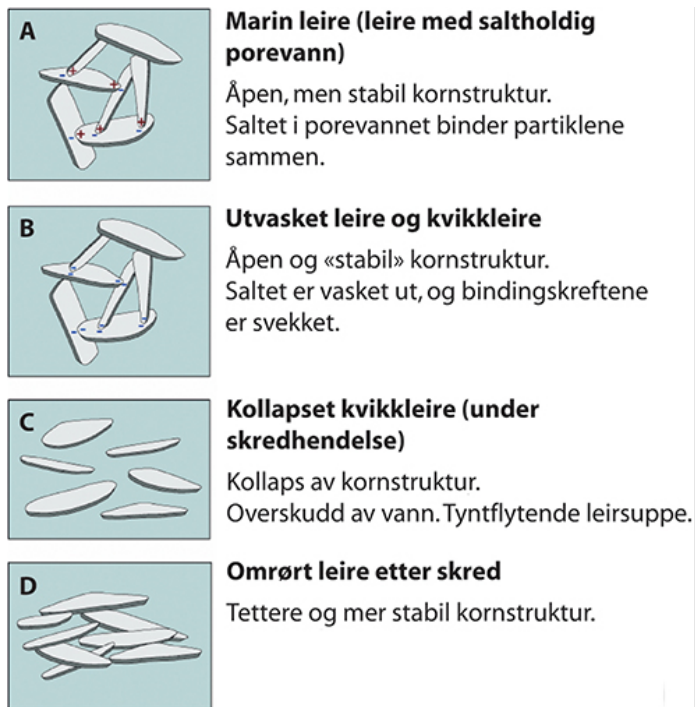 A
Marin leire (leire med saltholdig
porevann)
Åpen, men stabil kornstruktur.
Saltet i porevannet binder partiklene
sammen.
B
Utvasket leire og kvikkleire
Åpen og «stabil» kornstruktur.
Saltet er vasket ut, og bindingskreftene
er svekket.
C
Kollapset kvikkleire (under
skredhendelse)
Kollaps av kornstruktur.
Overskudd av vann. Tyntflytende leirsuppe.
D
Omrørt leire etter skred
Tettere og mer stabil kornstruktur.